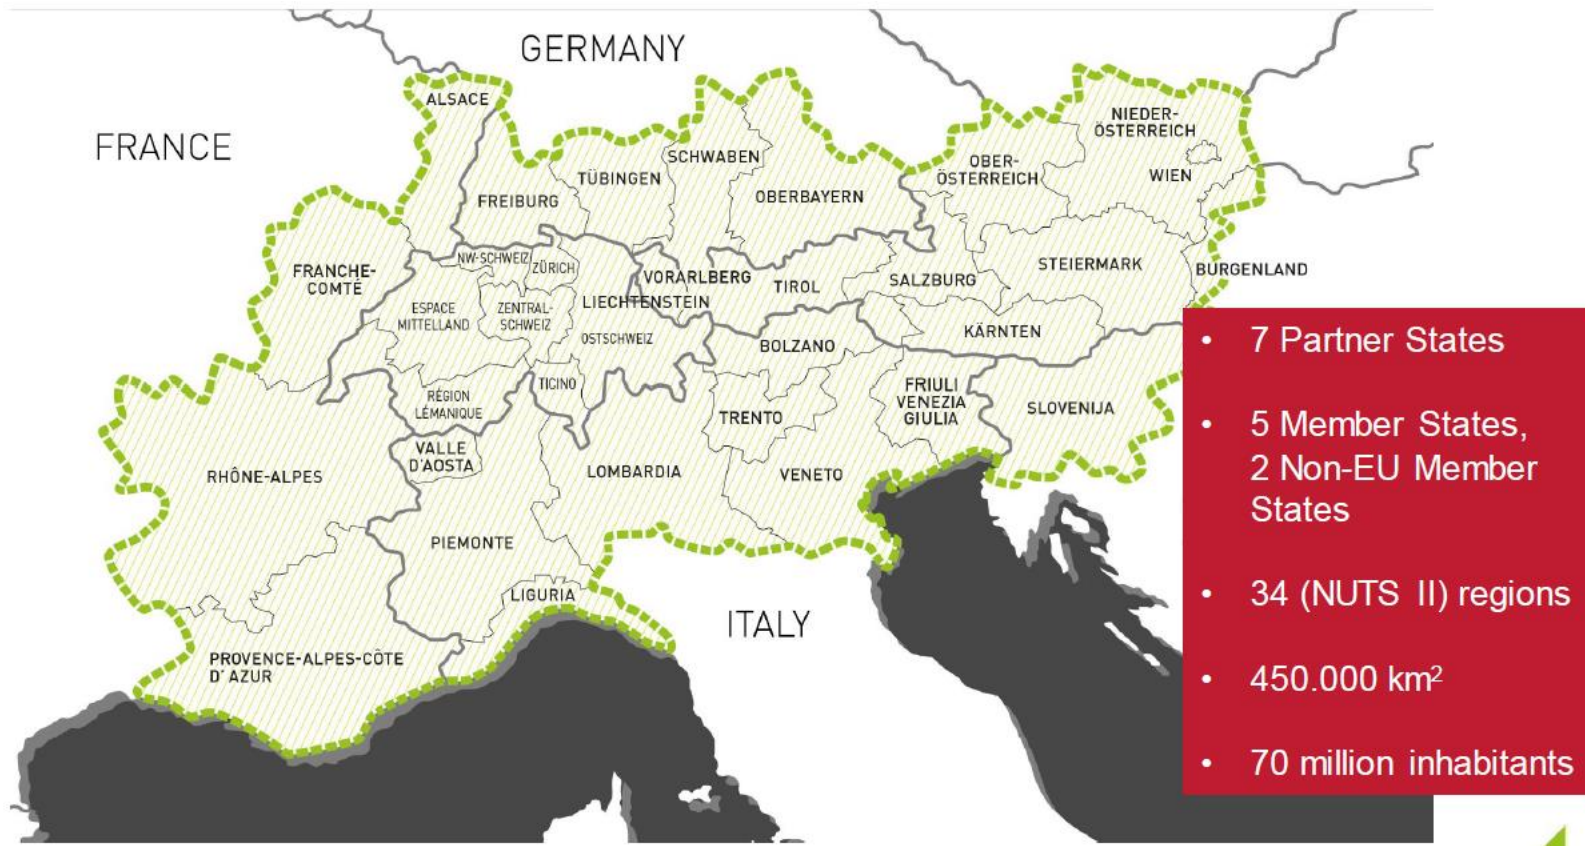 GERMANY
FRANCE
ALSACE
NIEDER-
ÖSTERREICH
WIEN
OBER-
ÖSTERREICH
SCHWABEN
TÜBINGEN
OBERBAYERN
FREIBURG
FRANCHE-
COMTÉ
NW-SCHWEIZ
ZÜRICH
VORARLBERG
TIROL
SALZBURG
STEIERMARK
BURGENLAND
ESPACE
MITTELLAND
ZENTRAL-
SCHWEIZ
LIECHTENSTEIN
OSTSCHWEIZ
BOLZANO
KÄRNTEN
RÉGION
LÉMANIQUE
TICINO
TRENTO
FRIULI
VENEZIA
GIULIA
SLOVENIJA
VALLE
D'AOSTA
RHÔNE-ALPES
LOMBARDIA
VENETO
PIEMONTE
LIGURIA
ITALY
PROVENCE-ALPES-CÔTE
D' AZUR
• 7 Partner States
• 5 Member States,
2 Non-EU Member
States
• 34 (NUTS II) regions
• 450.000 km²
• 70 million inhabitants